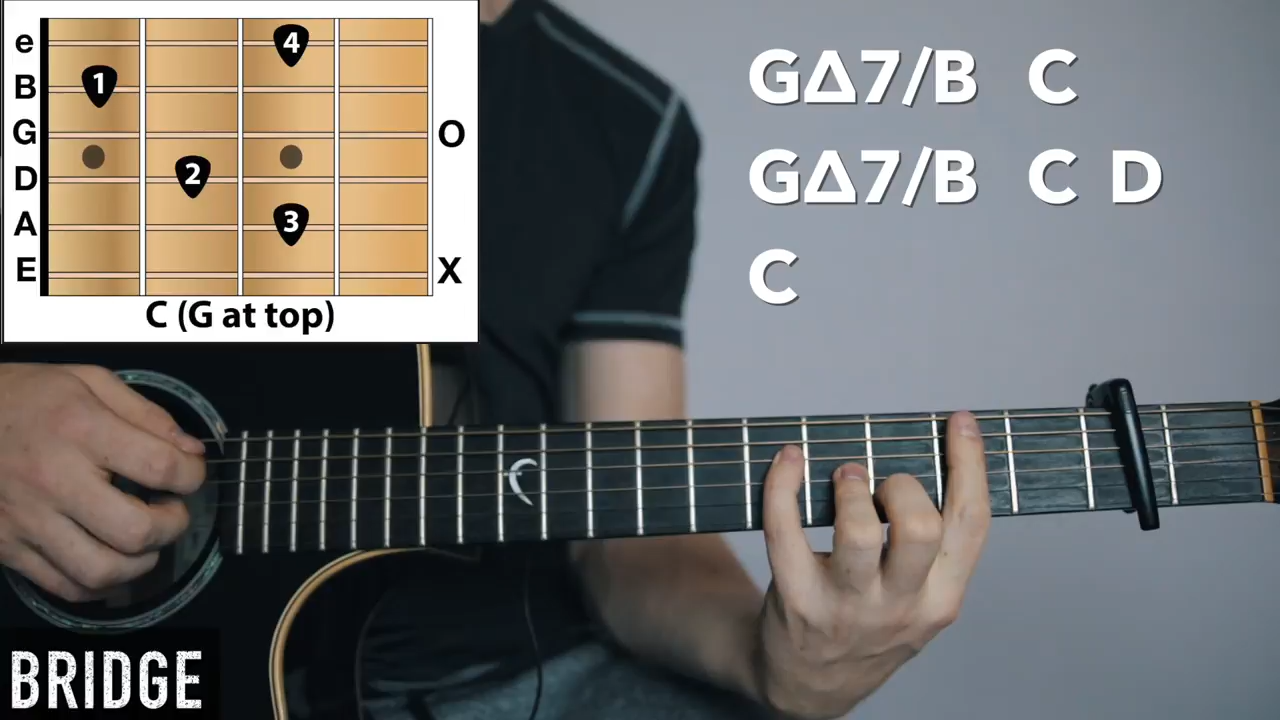 e
B
G
D
A
E
1
2
3
4
O
X
C (G at top)
GΔ7/B C
GΔ7/B C D
C
BRIDGE